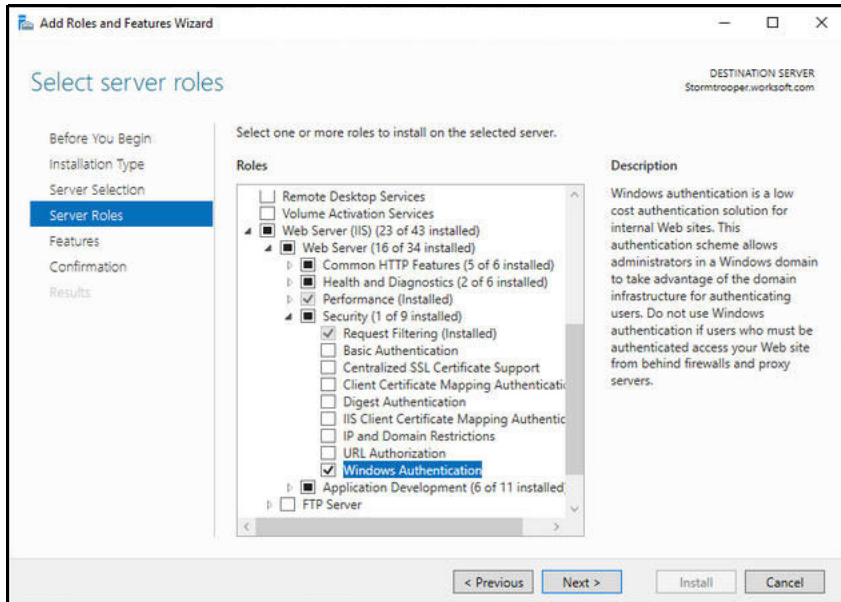 Add Roles and Features Wizard
Select server roles
DESTINATION SERVER
Stormtrooper.worksoft.com
Before You Begin
Installation Type
Server Selection
Server Roles
Features
Confirmation
Results
Select one or more roles to install on the selected server.
Roles
Remote Desktop Services
Volume Activation Services
Web Server (IIS) (23 of 43 installed)
Web Server (16 of 34 installed)
Common HTTP Features (5 of 6 installed)
Health and Diagnostics (2 of 6 installed)
Performance (Installed)
Security (1 of 9 installed)
Request Filtering (Installed)
Basic Authentication
Centralized SSL Certificate Support
Client Certificate Mapping Authenticatic
Digest Authentication
IIS Client Certificate Mapping Authentic
IP and Domain Restrictions
URL Authorization
Windows Authentication
Application Development (6 of 11 installed
FTP Server
Description
Windows authentication is a low
cost authentication solution for
internal Web sites. This
authentication scheme allows
administrators in a Windows domain
to take advantage of the domain
infrastructure for authenticating
users. Do not use Windows
authentication if users who must be
authenticated access your Web site
from behind firewalls and proxy
servers.
< Previous
Next >
Install
Cancel